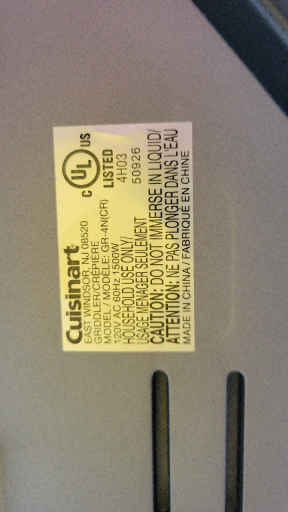 Cuisinart
EAST WINDSOR, NJ 08520
GRIDDLER/CRÊPIÈRE
MODEL / MODÈLE: GR-4N(CR)
120V AC 60Hz 1500W
HOUSEHOLD USE ONLY/
USAGE MÉNAGER SEULEMENT
CAUTION: DO NOT IMMERSE IN LIQUID/
ATTENTION: NE PAS PLONGER DANS L'EAU
MADE IN CHINA / FABRIQUÉ EN CHINE
C UL US
LISTED
4H03
50926